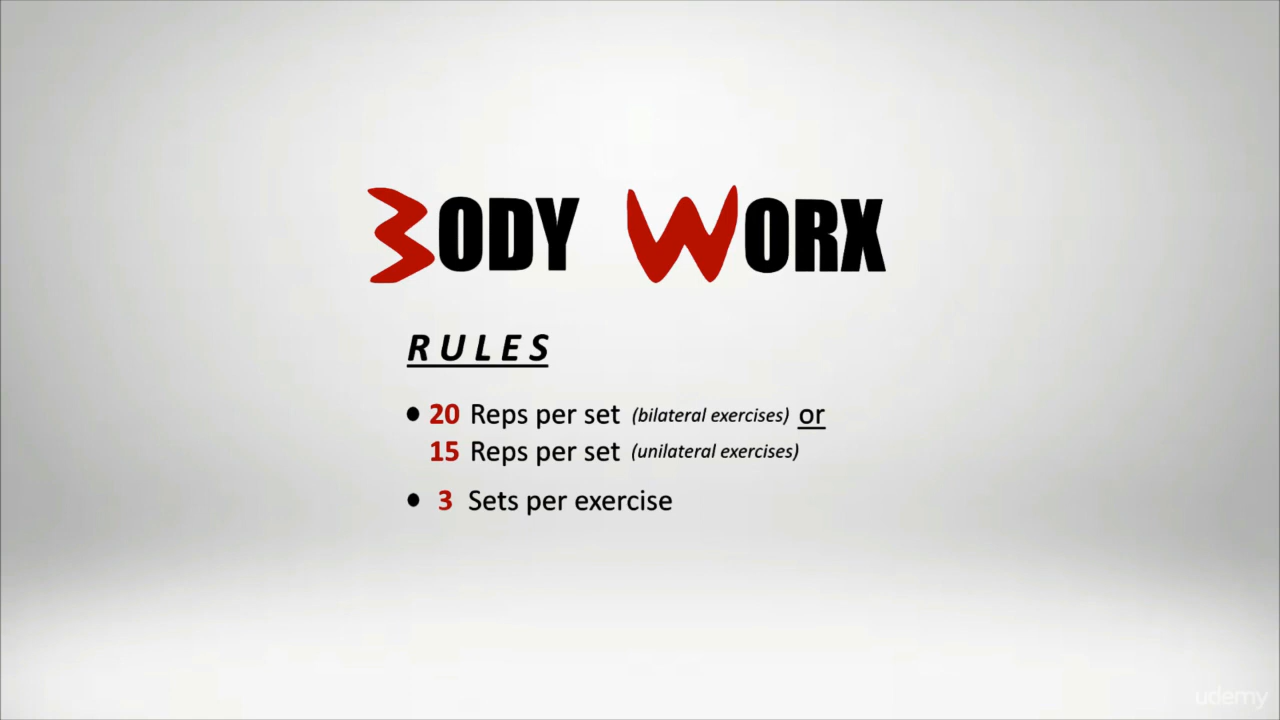 BODY WORX
RULES
• 20 Reps per set (bilateral exercises) or
15 Reps per set (unilateral exercises)
• 3 Sets per exercise
udemy